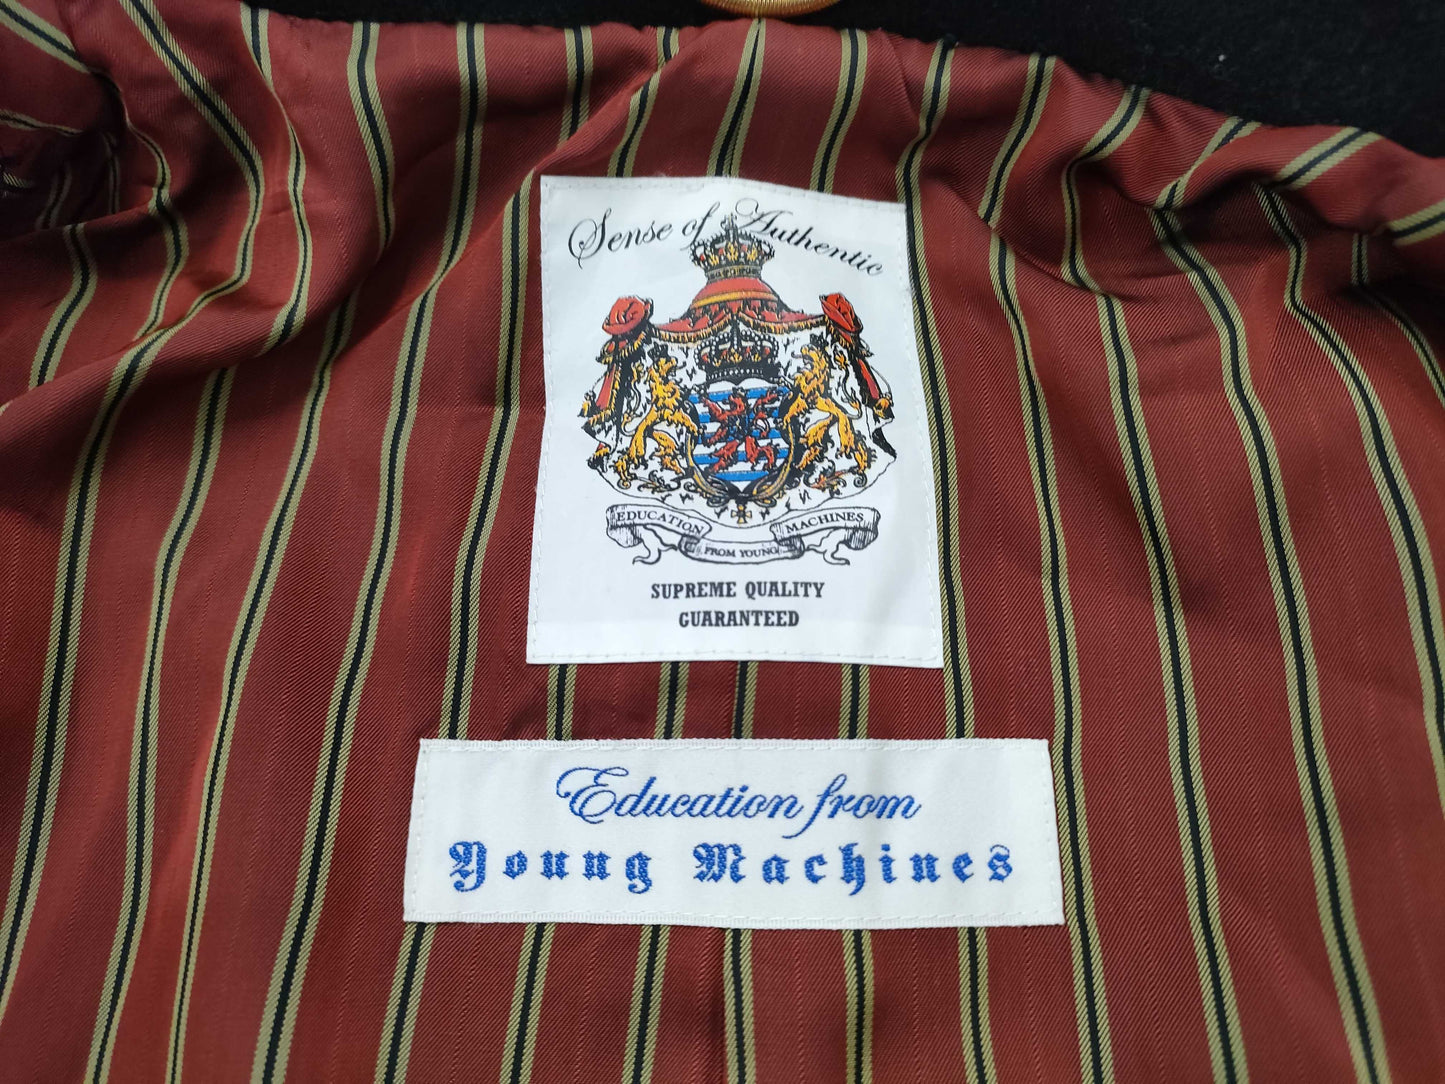 Sense of Authentic
EDUCATION
FROM YOUNG
MACHINES
SUPREME QUALITY
GUARANTEED
Education from
Young Machines